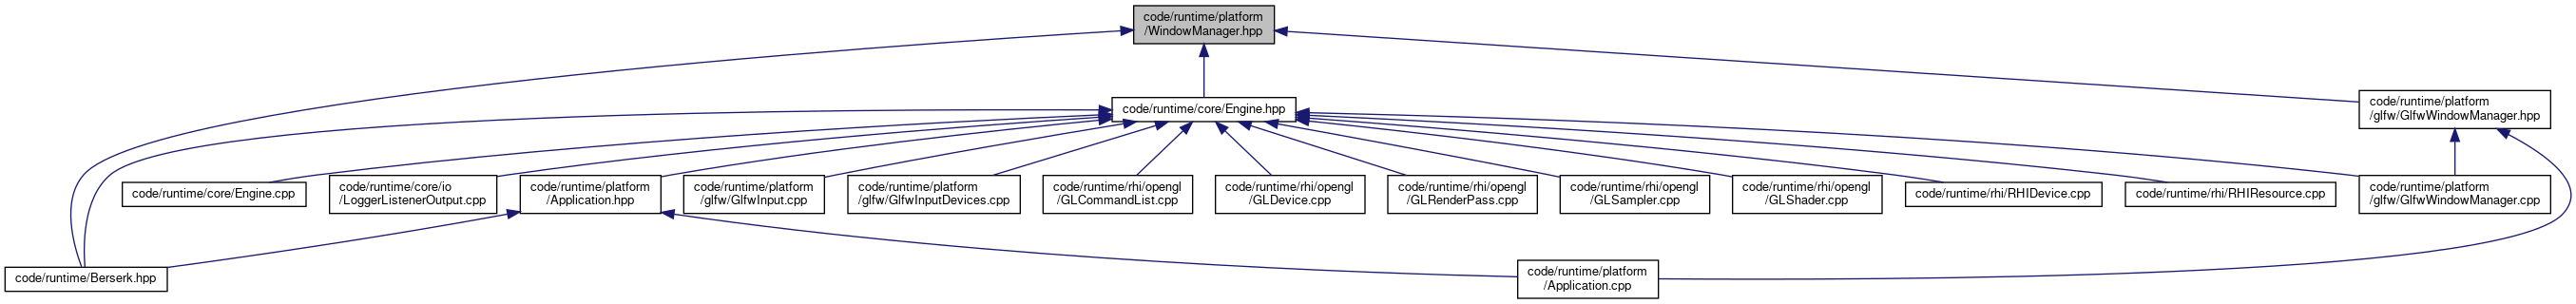 code/runtime/platform
/WindowManager.hpp
code/runtime/core/Engine.hpp
code/runtime/platform
/glfw/GlfwWindowManager.hpp
code/runtime/core/Engine.cpp
code/runtime/core/io
/LoggerListenerOutput.cpp
code/runtime/platform
/Application.hpp
code/runtime/platform
/glfw/GlfwInput.cpp
code/runtime/platform
/glfw/GlfwInputDevices.cpp
code/runtime/rhi/opengl
/GLCommandList.cpp
code/runtime/rhi/opengl
/GLDevice.cpp
code/runtime/rhi/opengl
/GLRenderPass.cpp
code/runtime/rhi/opengl
/GLSampler.cpp
code/runtime/rhi/opengl
/GLShader.cpp
code/runtime/rhi/RHIDevice.cpp
code/runtime/rhi/RHIResource.cpp
code/runtime/platform
/glfw/GlfwWindowManager.cpp
code/runtime/Berserk.hpp
code/runtime/platform
/Application.cpp